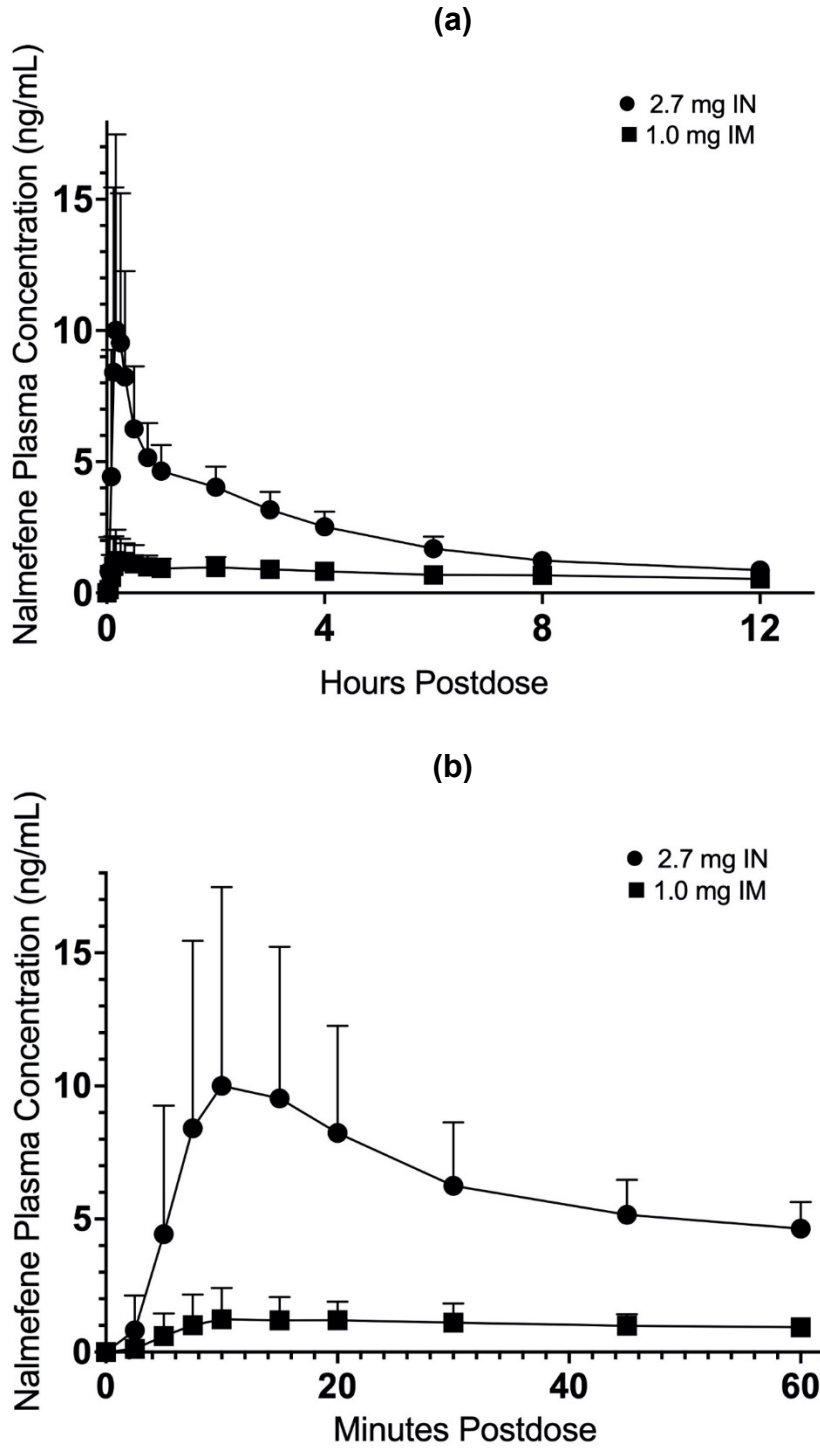 (a)
Nalmefene Plasma Concentration (ng/mL)
2.7 mg IN
1.0 mg IM
15
10
5
0
0 4 8 12
Hours Postdose
(b)
Nalmefene Plasma Concentration (ng/mL)
2.7 mg IN
1.0 mg IM
15
10
5
0
0 20 40 60
Minutes Postdose